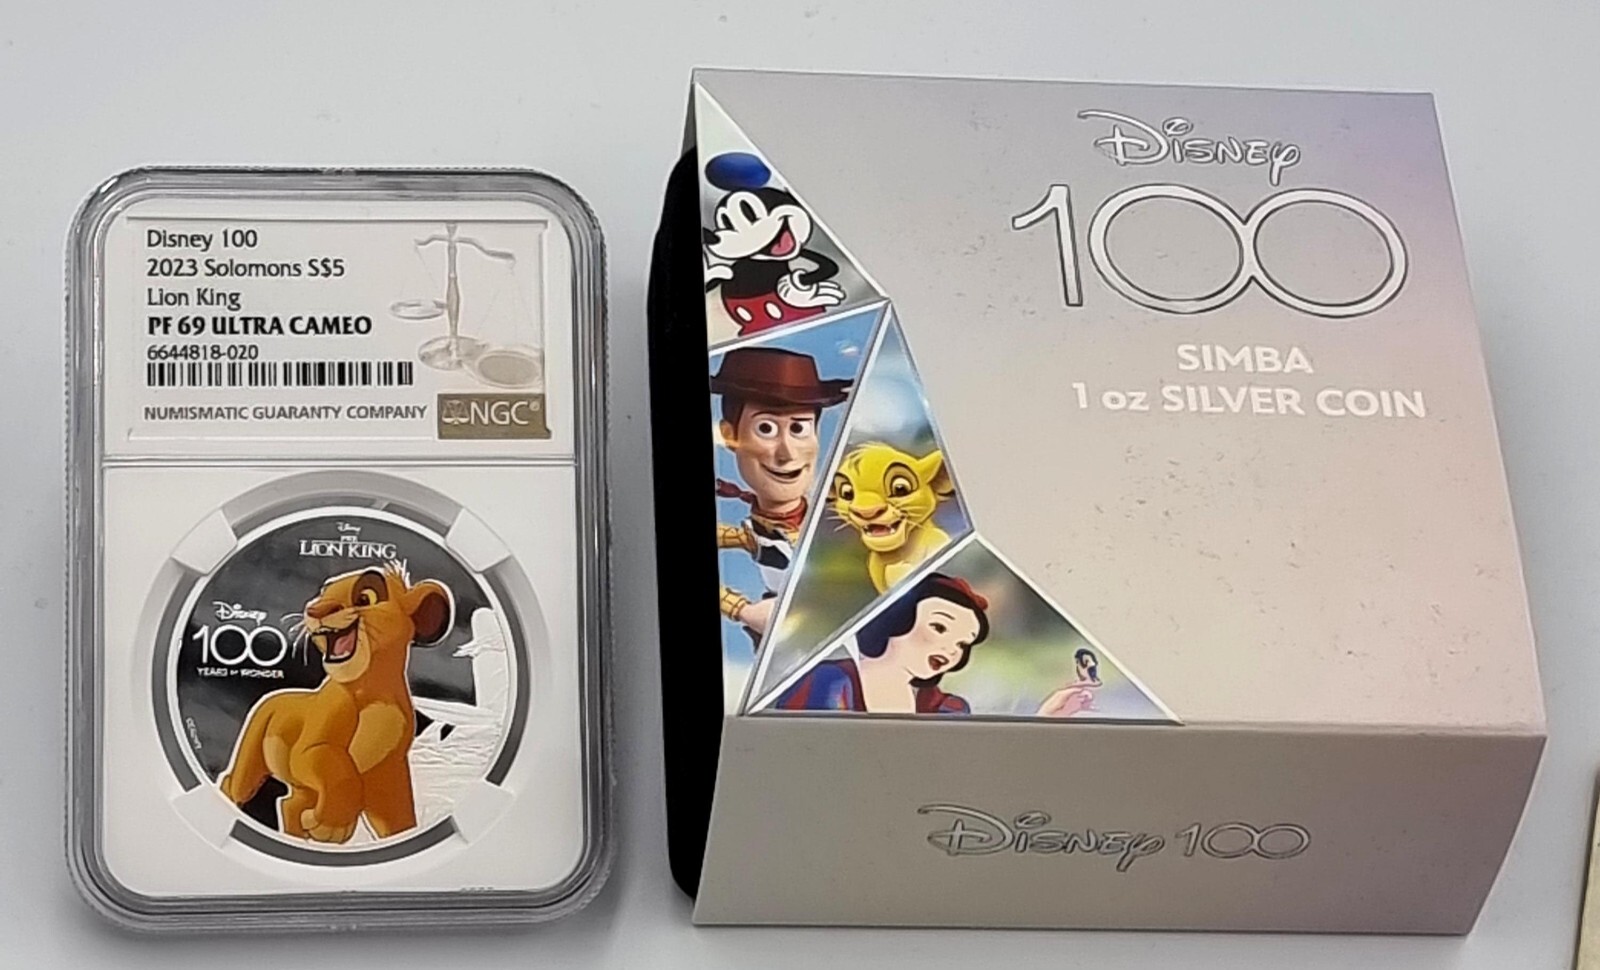 Disney 100
2023 Solomons S$5
Lion King
PF 69 ULTRA CAMEO
6644818-020
NUMISMATIC GUARANTY COMPANY
NGC®
Disney
THE
LION KING
Disney
100
YEARS OF WONDER
©DISNEY
Disney
100
SIMBA
1 oz SILVER COIN
Disney 100